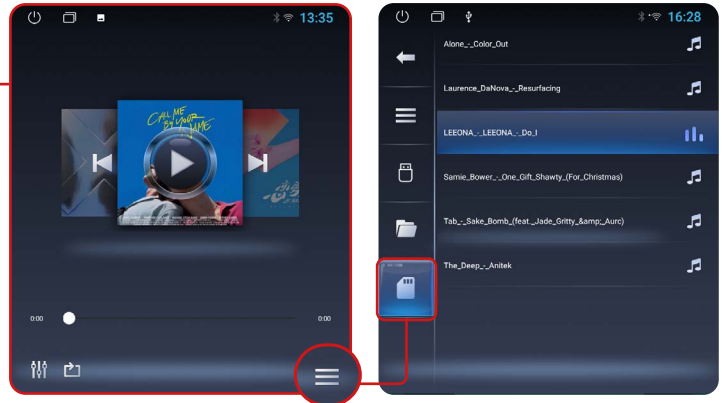 13:35
CALL ME
BY YOUR
NAME
0:00
0:00
16:28
Alone_-_Color_Out
Laurence_DaNova_-_Resurfacing
LEEONA_-_LEEONA_-_Do_I
Samie_Bower_-_One_Gift_Shawty_(For_Christmas)
Tab_-_Sake_Bomb_(feat._Jade_Gritty_&amp;_Aurc)
The_Deep_-_Anitek